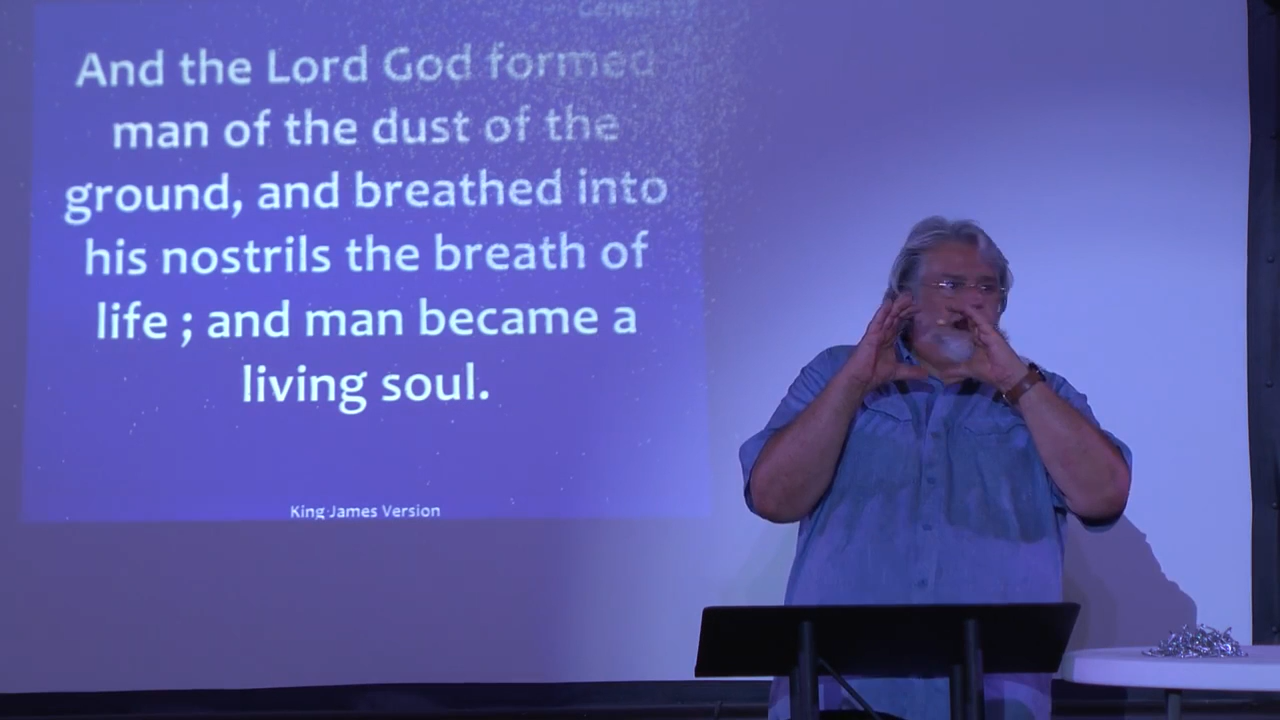 And the Lord God formed
man of the dust of the
ground, and breathed into
his nostrils the breath of
life ; and man became a
living soul.
King James Version